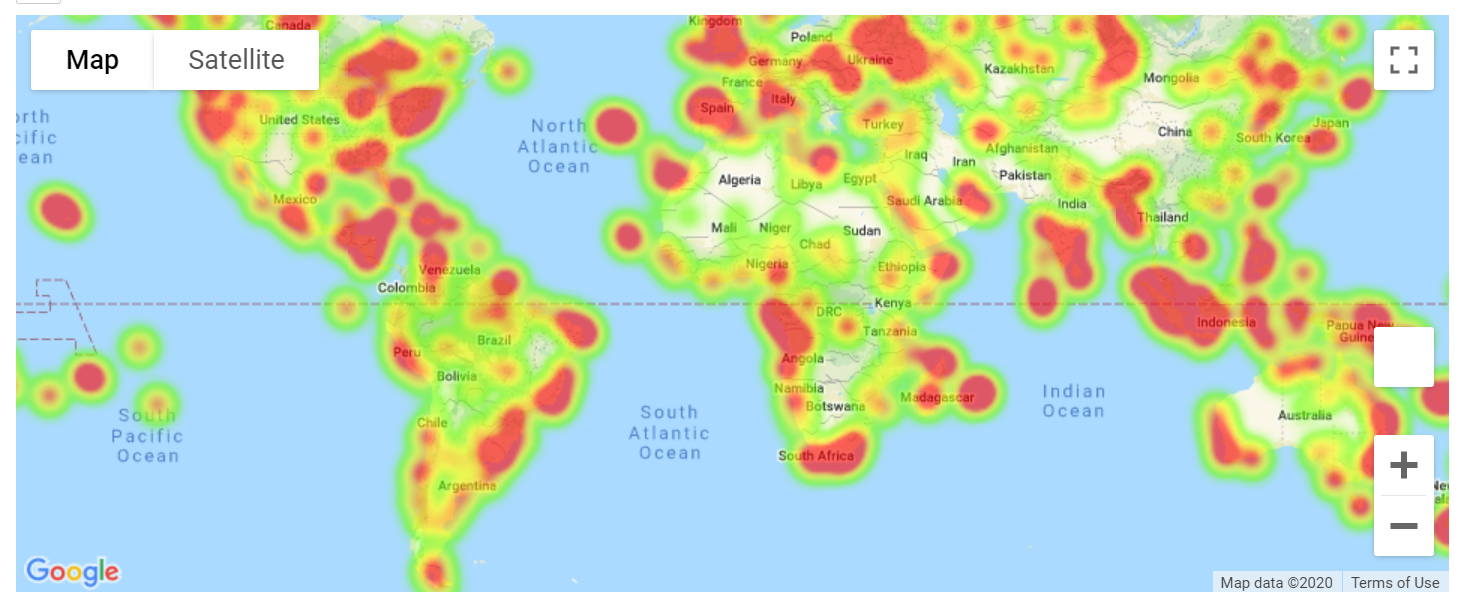 Canada
Kingdom
Poland
Map
Satellite
Germany
Ukraine
Kazakhstan
Mongolia
France
Spain
Italy
orth
cific
ean
United States
North
Atlantic
Ocean
Turkey
China
South Korea
Japan
Afghanistan
Iraq
Iran
Algeria
Libya
Egypt
Pakistan
Mexico
Saudi Arabia
India
Thailand
Mali
Niger
Sudan
Chad
Venezuela
Nigeria
Ethiopia
Colombia
Kenya
DRC
Indonesia
Papua New
Guinea
Brazil
Tanzania
Peru
Angola
Bolivia
Namibia
Botswana
Madagascar
Indian
Ocean
South
Pacific
Ocean
South
Atlantic
Ocean
Chile
Australia
South Africa
Argentina
Google
Map data ©2020
Terms of Use